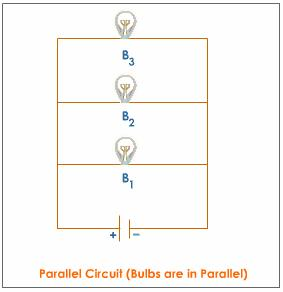 B3
B2
B1
+ −
Parallel Circuit (Bulbs are in Parallel)